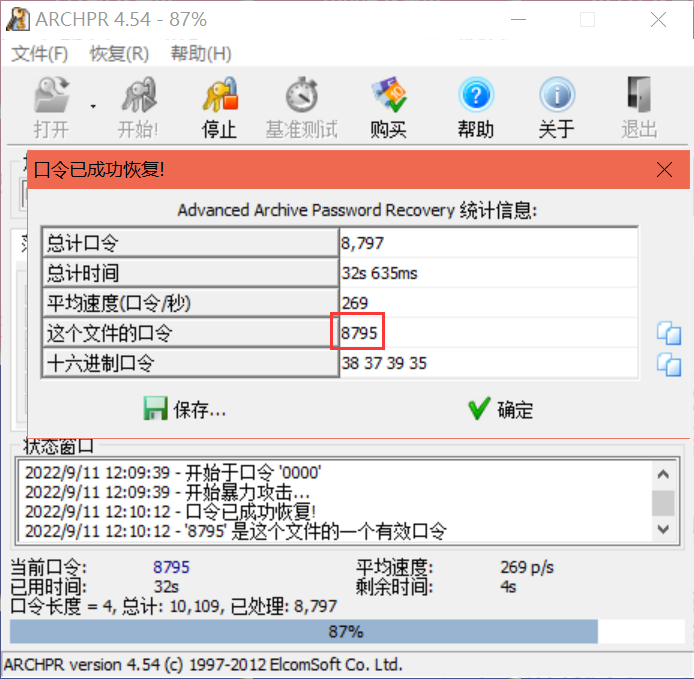 ARCHPR 4.54 - 87%
文件(F) 恢复(R) 帮助(H)
打开 开始! 停止 基准测试 购买 帮助 关于 退出
口令已成功恢复!
Advanced Archive Password Recovery 统计信息:
总计口令 8,797
总计时间 32s 635ms
平均速度(口令/秒) 269
这个文件的口令 8795
十六进制口令 38 37 39 35
保存... 确定
状态窗口
2022/9/11 12:09:39 - 开始于口令 '0000'
2022/9/11 12:09:39 - 开始暴力攻击...
2022/9/11 12:10:12 - 口令已成功恢复!
2022/9/11 12:10:12 - '8795' 是这个文件的一个有效口令
当前口令: 8795 平均速度: 269 p/s
已用时间: 32s 剩余时间: 4s
口令长度 = 4, 总计: 10,109, 已处理: 8,797
87%
ARCHPR version 4.54 (c) 1997-2012 ElcomSoft Co. Ltd.